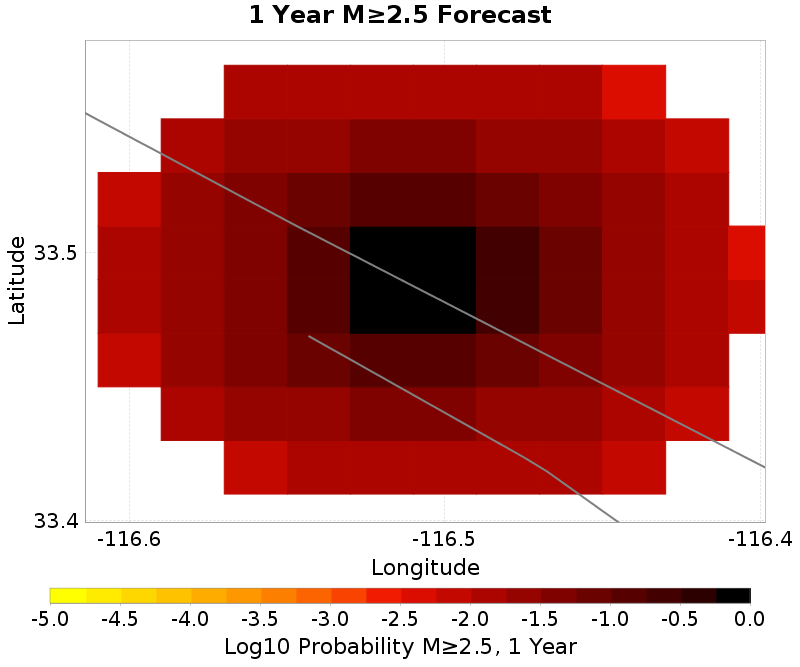 1 Year M≥2.5 Forecast
Latitude
33.5
33.4
-116.6 -116.5 -116.4
Longitude
-5.0 -4.5 -4.0 -3.5 -3.0 -2.5 -2.0 -1.5 -1.0 -0.5 0.0
Log10 Probability M≥2.5, 1 Year